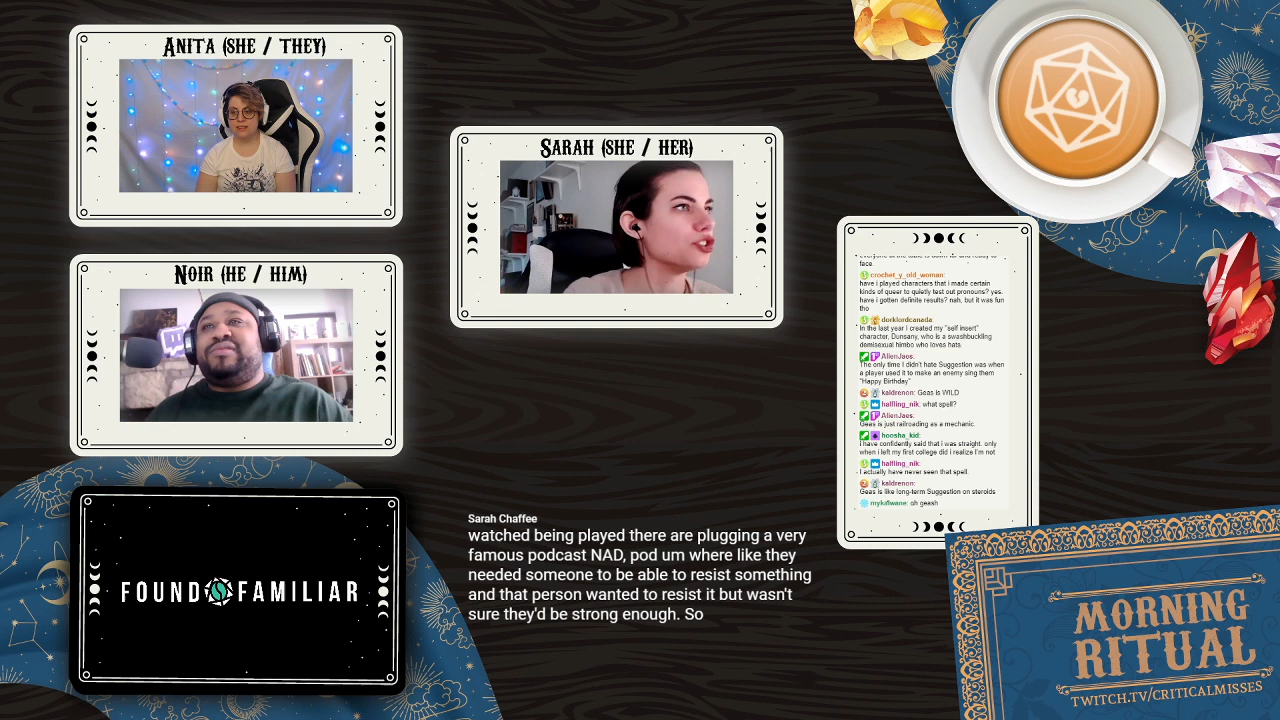 ANITA (SHE / THEY)
NOIR (HE / HIM)
FOUND FAMILIAR
SARAH (SHE / HER)
Sarah Chaffee
watched being played there are plugging a very
famous podcast NAD, pod um where like they
needed someone to be able to resist something
and that person wanted to resist it but wasn't
sure they'd be strong enough. So
face.
crochet_y_old_woman:
have i played characters that i made certain
kinds of queer to quietly test out pronouns? yes.
have i gotten definite results? nah, but it was fun
tho
dorklordcanada:
In the last year I created my "self insert"
character, Dunsany, who is a swashbuckling
demisexual himbo who loves hats.
AlienJaes:
The only time I didn't hate Suggestion was when
a player used it to make an enemy sing them
"Happy Birthday"
kaldrenon: Geas is WILD
halfling_nik: what spell?
AlienJaes:
Geas is just railroading as a mechanic.
hoosha_kid:
i have confidently said that i was straight. only
when i left my first college did i realize I'm not
halfling_nik:
I actually have never seen that spell.
kaldrenon:
Geas is like long-term Suggestion on steroids
oh geash
MORNING
RITUAL
TWITCH.TV/CRITICALMISSES